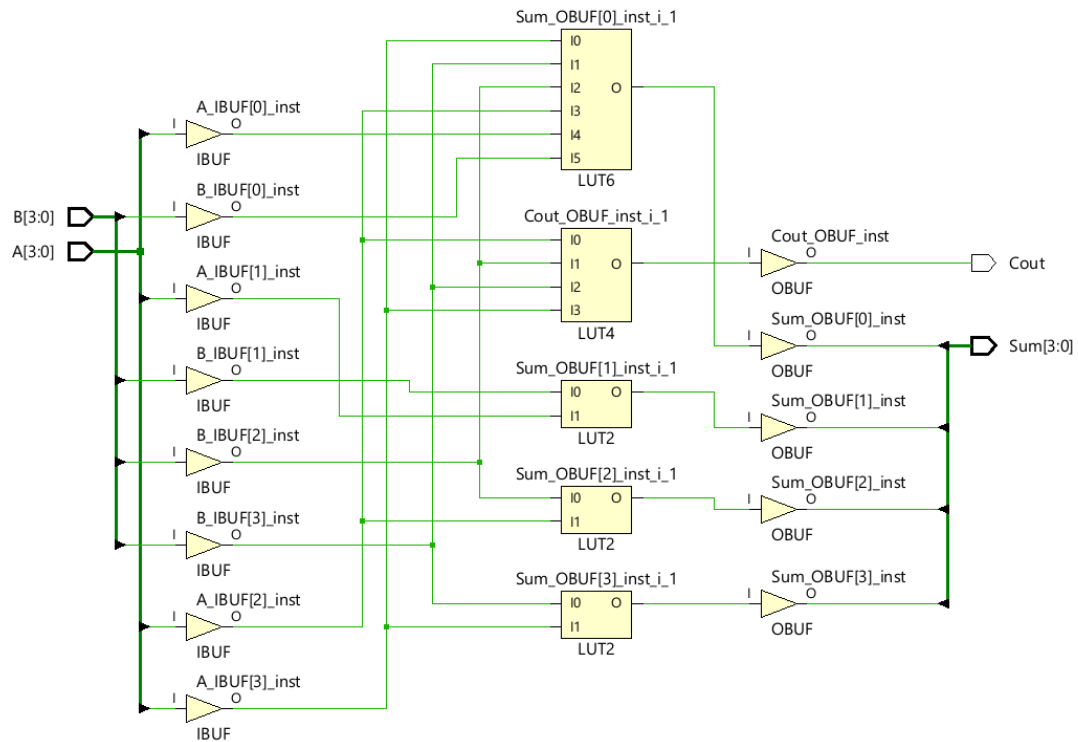 Sum_OBUF[0]_inst_i_1
I0
I1
I2
O
I3
I4
I5
LUT6
A_IBUF[0]_inst
I
O
IBUF
B_IBUF[0]_inst
I
O
IBUF
B[3:0]
A[3:0]
Cout_OBUF_inst_i_1
I0
I1
O
I2
I3
LUT4
Cout_OBUF_inst
I
O
OBUF
Cout
A_IBUF[1]_inst
I
O
IBUF
Sum_OBUF[0]_inst
I
O
OBUF
Sum[3:0]
B_IBUF[1]_inst
I
O
IBUF
Sum_OBUF[1]_inst_i_1
I0
O
I1
LUT2
Sum_OBUF[1]_inst
I
O
OBUF
B_IBUF[2]_inst
I
O
IBUF
Sum_OBUF[2]_inst_i_1
I0
O
I1
LUT2
Sum_OBUF[2]_inst
I
O
OBUF
B_IBUF[3]_inst
I
O
IBUF
Sum_OBUF[3]_inst_i_1
I0
O
I1
LUT2
Sum_OBUF[3]_inst
I
O
OBUF
A_IBUF[2]_inst
I
O
IBUF
A_IBUF[3]_inst
I
O
IBUF